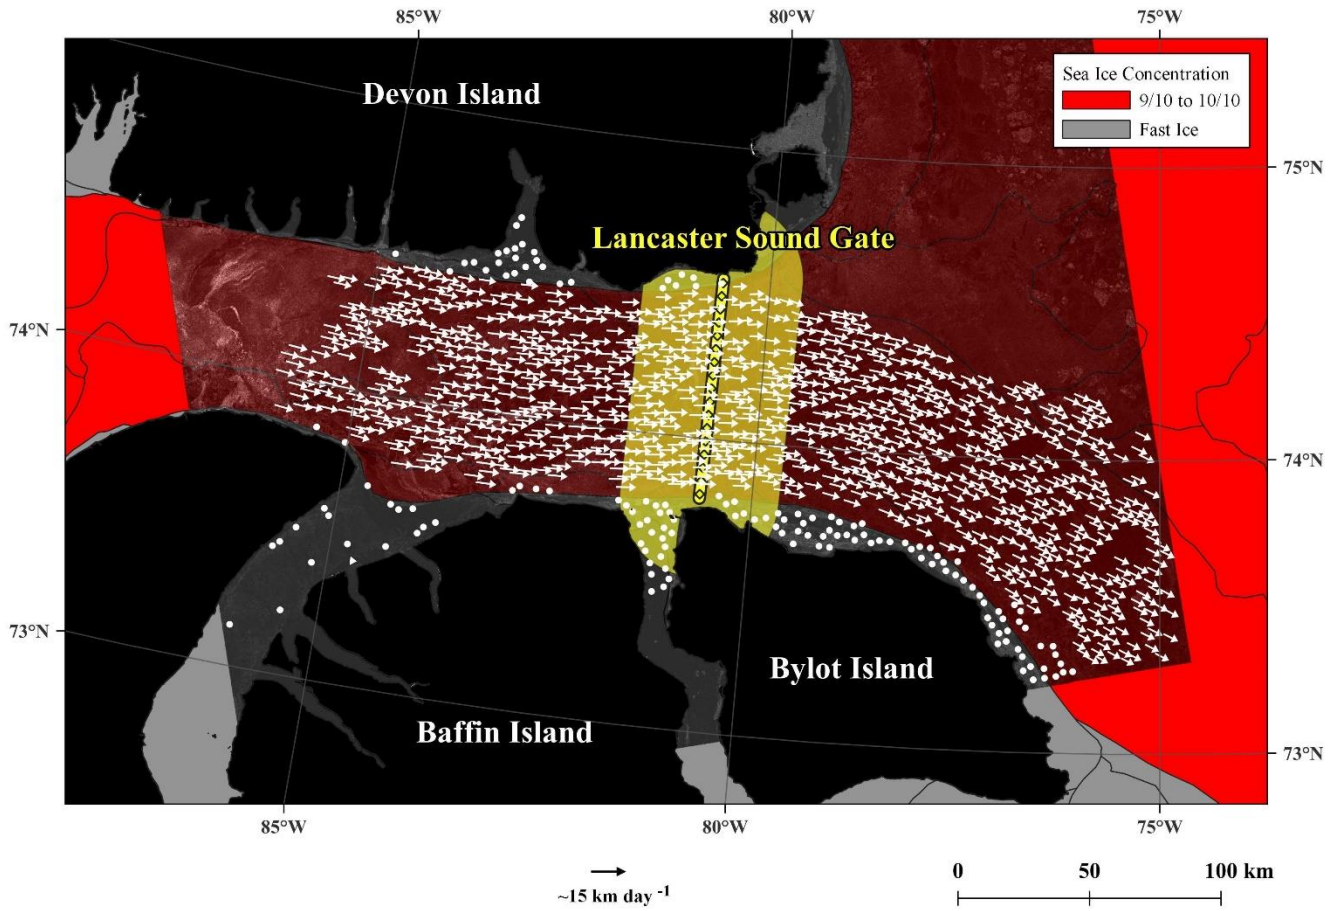 85°W 80°W 75°W
Sea Ice Concentration
9/10 to 10/10
Fast Ice
Devon Island
75°N
Lancaster Sound Gate
74°N
74°N
73°N
Bylot Island
Baffin Island
73°N
85°W 80°W 75°W
0 50 100 km
~15 km day -1